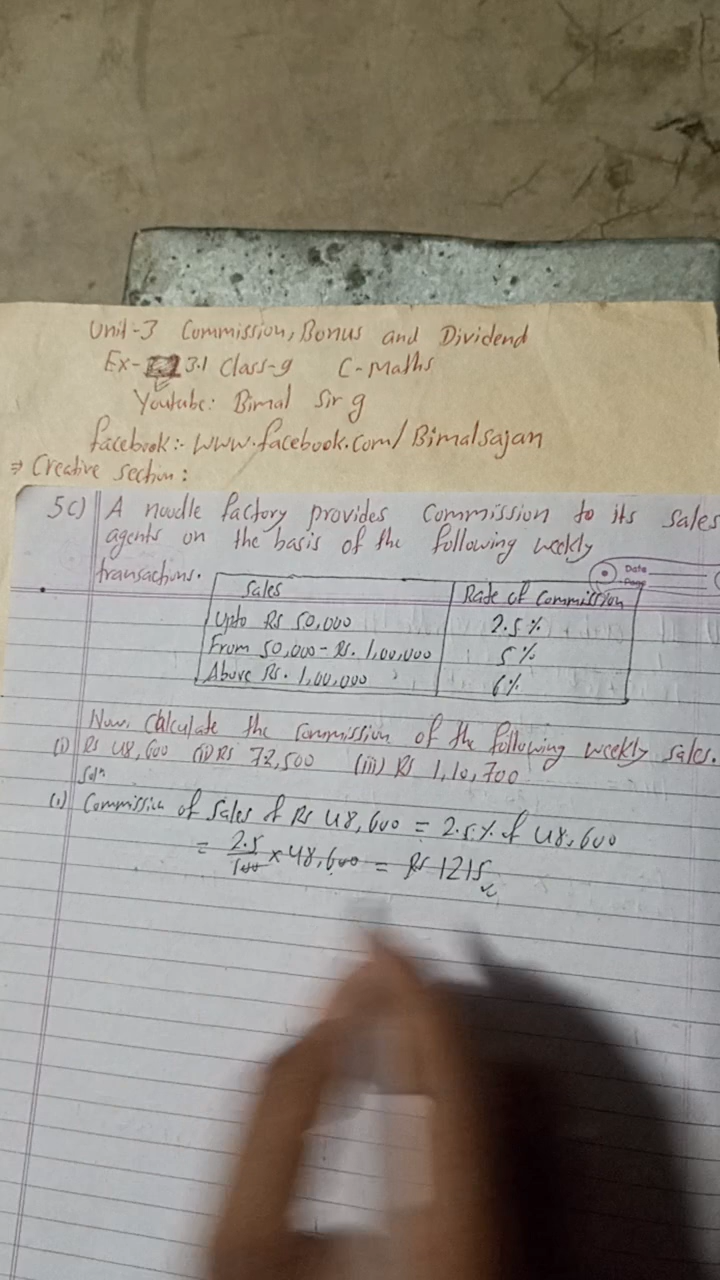 Unit-3 Commission, Bonus and Dividend
Ex- 3.1 Class-9 C-Maths
Youtube: Bimal Sir g
facebook:- www.facebook.com/Bimalsajan
⇒ Creative section:
5c) A noodle factory provides commission to its sales
agents on the basis of the following weekly
transactions.
Date
Page
Sales Rate of Commission
Upto Rs 50,000 2.5%
From 50,000 - Rs. 1,00,000 5%
Above Rs. 1,00,000 6%
Now, calculate the commission of the following weekly sales.
(i) Rs 48,600 (ii) Rs 72,500 (iii) Rs 1,10,700
Solⁿ
(i) Commission of sales of Rs 48,600 = 2.5% of 48,600
= 2.5/100 × 48,600 = Rs 1215